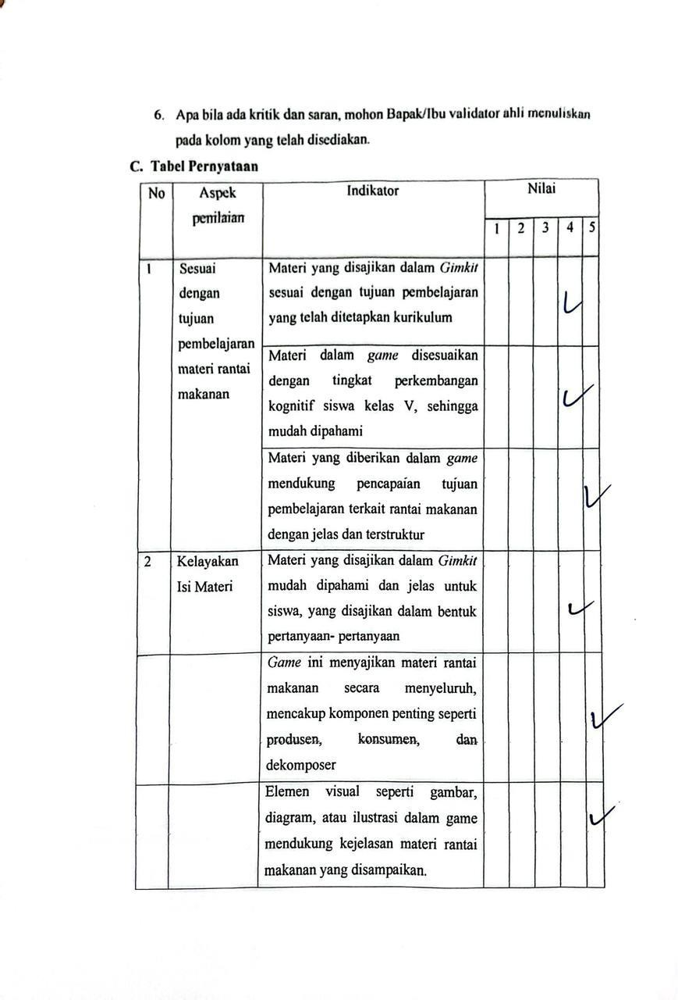 6. Apa bila ada kritik dan saran, mohon Bapak/Ibu validator ahli menuliskan
pada kolom yang telah disediakan.
C. Tabel Pernyataan
No
Aspek
penilaian
Indikator
Nilai
1 2 3 4 5
1
Sesuai
dengan
tujuan
pembelajaran
materi rantai
makanan
Materi yang disajikan dalam Gimkit
sesuai dengan tujuan pembelajaran
yang telah ditetapkan kurikulum
Materi dalam game disesuaikan
dengan tingkat perkembangan
kognitif siswa kelas V, sehingga
mudah dipahami
Materi yang diberikan dalam game
mendukung pencapaian tujuan
pembelajaran terkait rantai makanan
dengan jelas dan terstruktur
2
Kelayakan
Isi Materi
Materi yang disajikan dalam Gimkit
mudah dipahami dan jelas untuk
siswa, yang disajikan dalam bentuk
pertanyaan- pertanyaan
Game ini menyajikan materi rantai
makanan secara menyeluruh,
mencakup komponen penting seperti
produsen, konsumen, dan
dekomposer
Elemen visual seperti gambar,
diagram, atau ilustrasi dalam game
mendukung kejelasan materi rantai
makanan yang disampaikan.